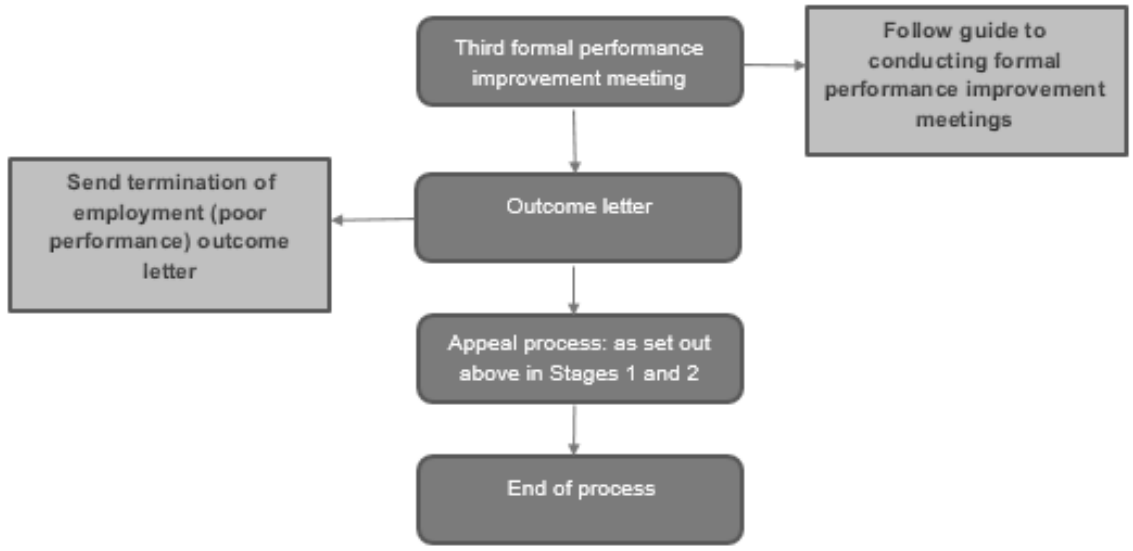 Third formal performance
improvement meeting
Follow guide to
conducting formal
performance improvement
meetings
Send termination of
employment (poor
performance) outcome
letter
Outcome letter
Appeal process: as set out
above in Stages 1 and 2
End of process